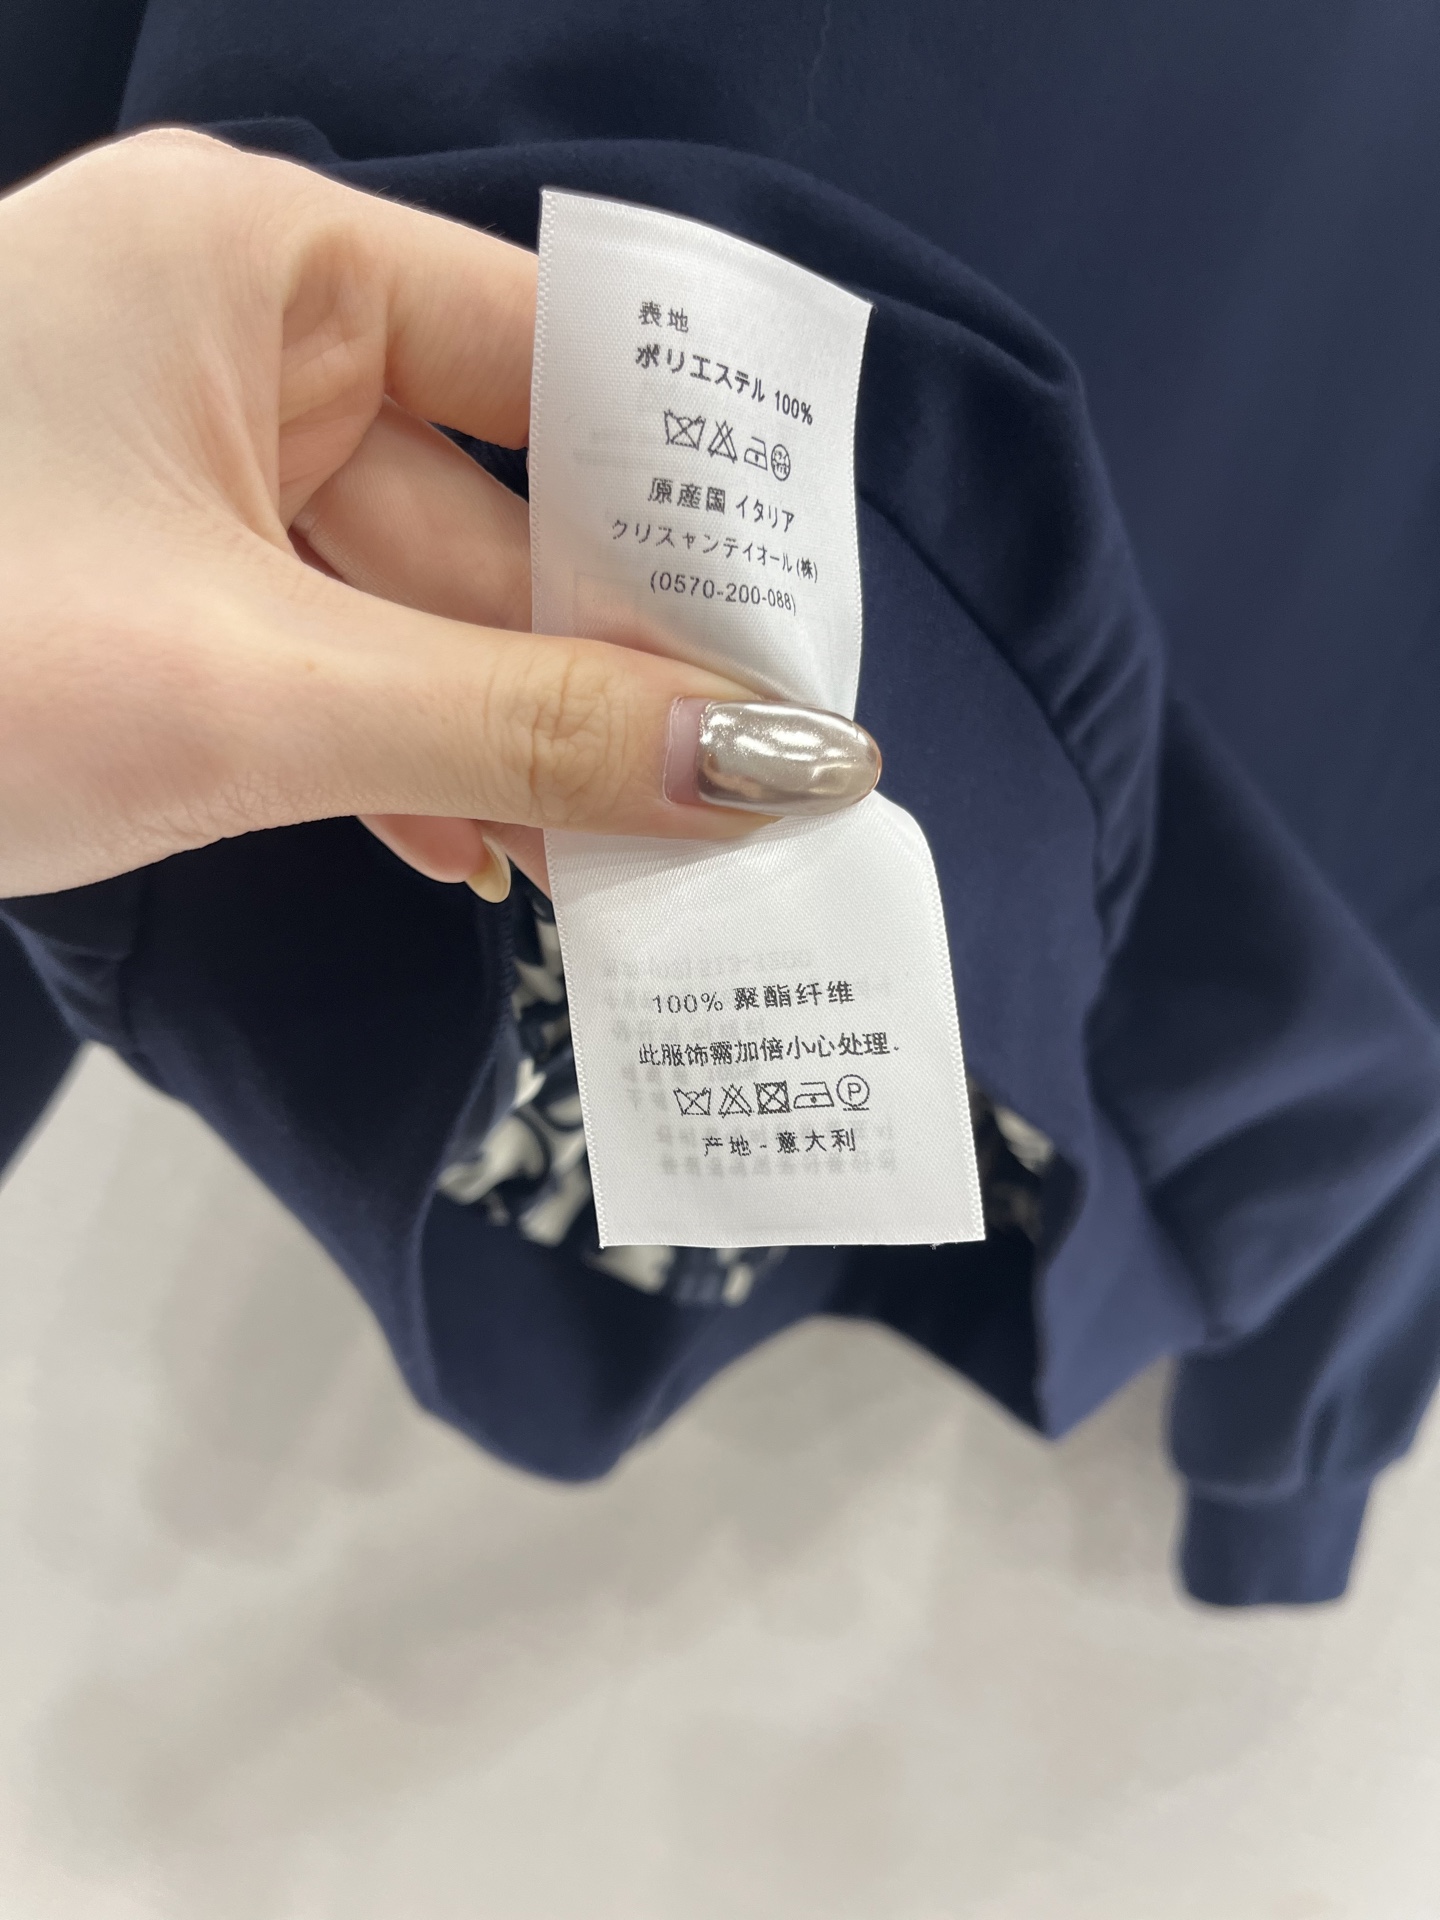 表地
ポリエステル 100%
原産国 イタリア
クリスャンテイオール(株)
(0570-200-088)
100% 聚酯纤维
此服饰需加倍小心处理.
P
产地 - 意大利